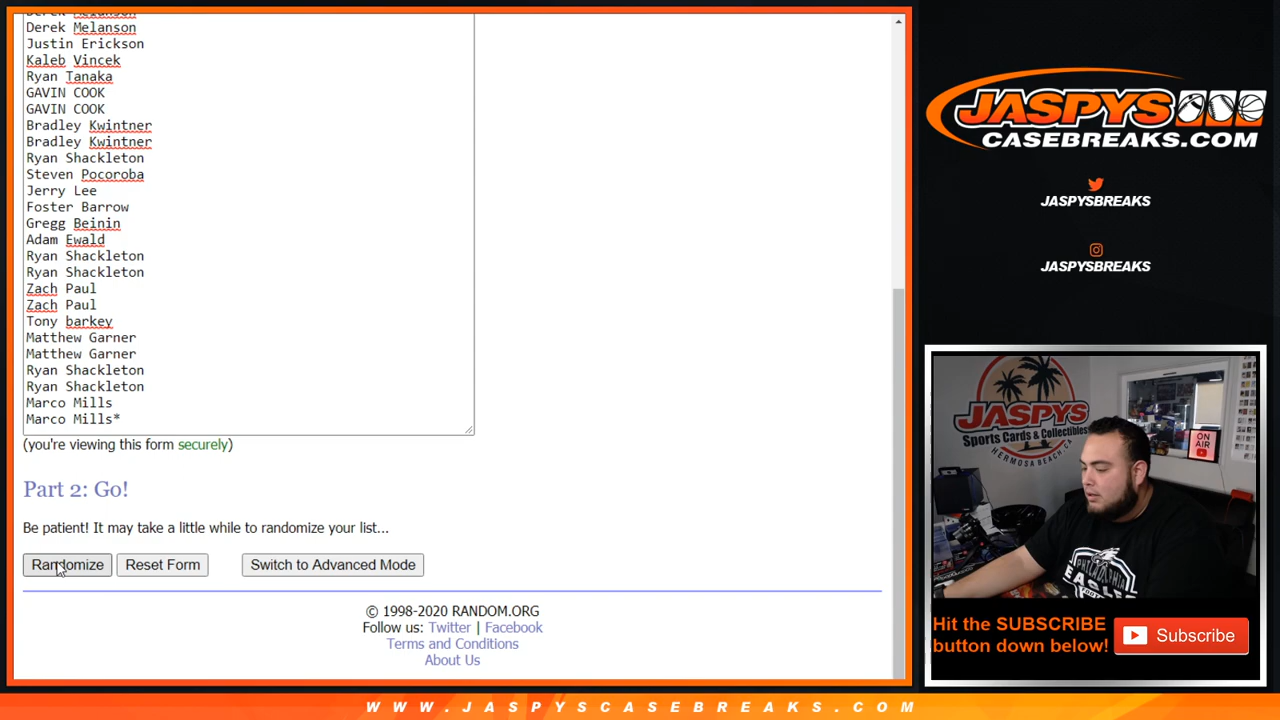 Derek Melanson
Derek Melanson
Justin Erickson
Kaleb Vincek
Ryan Tanaka
GAVIN COOK
GAVIN COOK
Bradley Kwintner
Bradley Kwintner
Ryan Shackleton
Steven Pocoroba
Jerry Lee
Foster Barrow
Gregg Beinin
Adam Ewald
Ryan Shackleton
Ryan Shackleton
Zach Paul
Zach Paul
Tony barkey
Matthew Garner
Matthew Garner
Ryan Shackleton
Ryan Shackleton
Marco Mills
Marco Mills*
(you're viewing this form securely)
Part 2: Go!
Be patient! It may take a little while to randomize your list...
Randomize Reset Form Switch to Advanced Mode
© 1998-2020 RANDOM.ORG
Follow us: Twitter | Facebook
Terms and Conditions
About Us
JASPYS
CASEBREAKS.COM
JASPYSBREAKS
JASPYSBREAKS
JASPYS
Sports Cards & Collectibles
HERMOSA BEACH, CA
ON
AIR
PHILADELPHIA
EAGLES
Hit the SUBSCRIBE
button down below!
Subscribe
WWW.JASPYSCASEBREAKS.COM